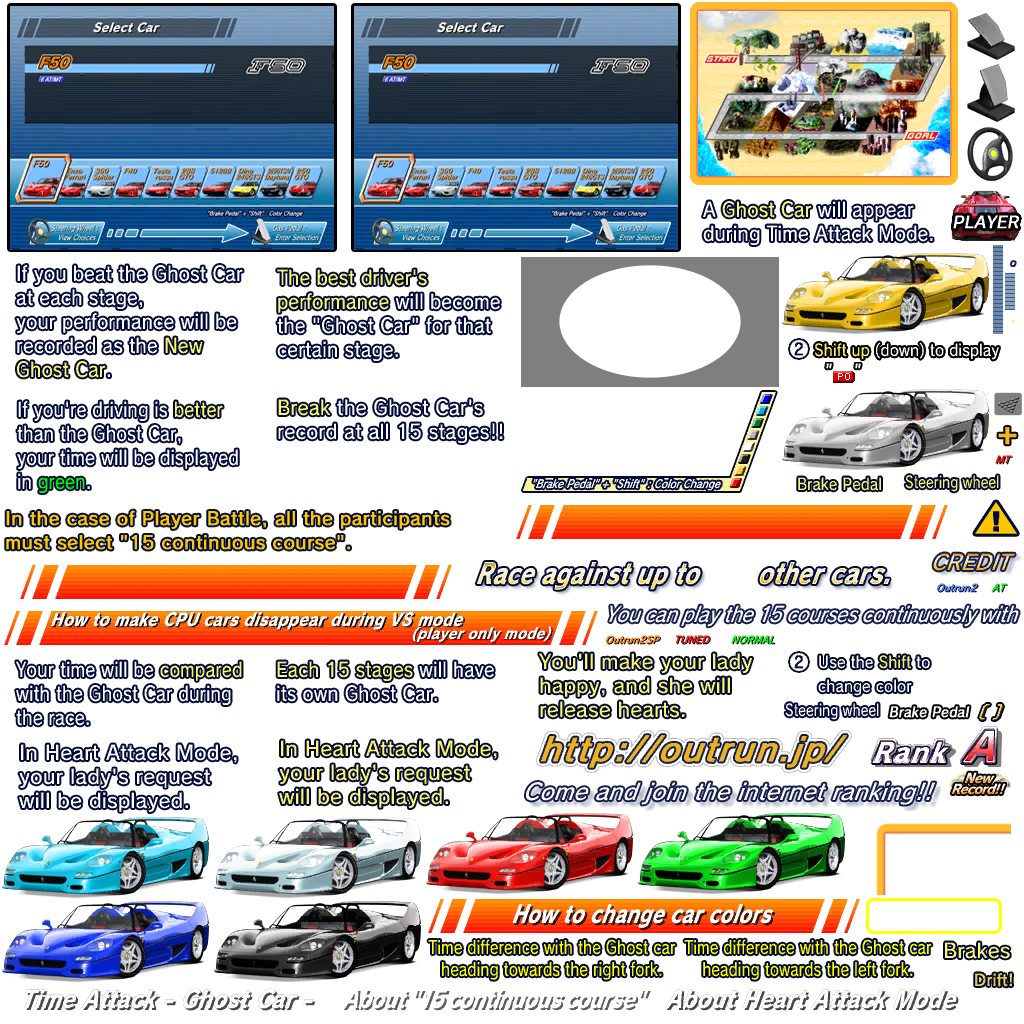 Select Car
F50
6 AT/MT
F50
F50
Enzo Ferrari
360 Spider
F40
Testa rossa
288 GTO
512BB
Dino 246GTS
365GTS/4 Daytona
250 GTO
"Brake Pedal" + "Shift" : Color Change
Steering Wheel
View Choices
Gas Pedal
Enter Selection
Select Car
F50
6 AT/MT
F50
F50
Enzo Ferrari
360 Spider
F40
Testa rossa
288 GTO
512BB
Dino 246GTS
365GTS/4 Daytona
250 GTO
"Brake Pedal" + "Shift" : Color Change
Steering Wheel
View Choices
Gas Pedal
Enter Selection
START
GOAL
A Ghost Car will appear
during Time Attack Mode.
PLAYER
If you beat the Ghost Car
at each stage,
your performance will be
recorded as the New
Ghost Car.
The best driver's
performance will become
the "Ghost Car" for that
certain stage.
② Shift up (down) to display
" PO "
If you're driving is better
than the Ghost Car,
your time will be displayed
in green.
Break the Ghost Car's
record at all 15 stages!!
"Brake Pedal" + "Shift" : Color Change
+
MT
Brake Pedal
Steering wheel
In the case of Player Battle, all the participants
must select "15 continuous course".
Race against up to
other cars.
CREDIT
Outrun2
AT
How to make CPU cars disappear during VS mode
(player only mode)
You can play the 15 courses continuously with
Outrun2SP
TUNED
NORMAL
Your time will be compared
with the Ghost Car during
the race.
Each 15 stages will have
its own Ghost Car.
You'll make your lady
happy, and she will
release hearts.
② Use the Shift to
change color
Steering wheel
Brake Pedal
( )
In Heart Attack Mode,
your lady's request
will be displayed.
In Heart Attack Mode,
your lady's request
will be displayed.
http://outrun.jp/
Rank A
Come and join the internet ranking!!
New
Record!!
How to change car colors
Time difference with the Ghost car
heading towards the right fork.
Time difference with the Ghost car
heading towards the left fork.
Brakes
Drift!
Time Attack - Ghost Car -
About "15 continuous course"
About Heart Attack Mode